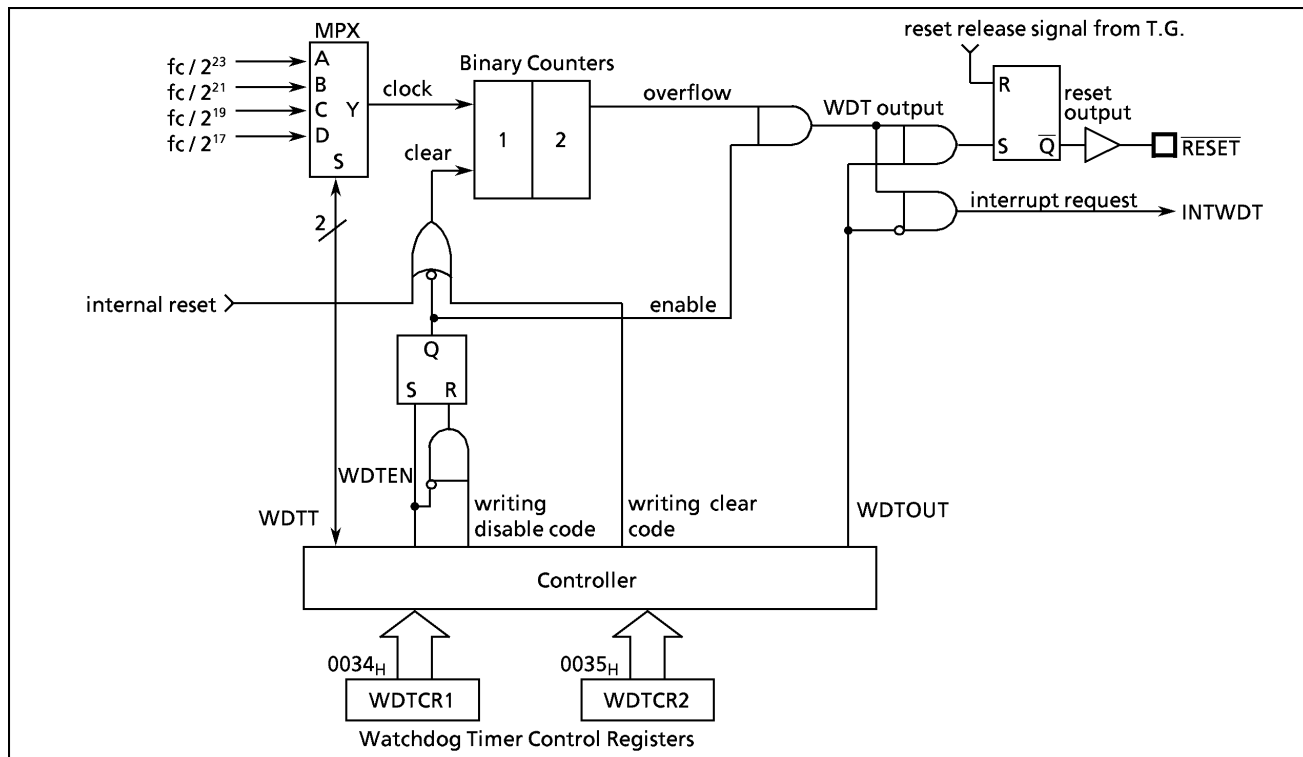 reset release signal from T.G.
MPX
fc / 2²³
fc / 2²¹
fc / 2¹⁹
fc / 2¹⁷
A
B
C
D
Y
S
clock
clear
Binary Counters
1
2
overflow
WDT output
R
S
Q̅
reset
output
R̅E̅S̅E̅T̅
interrupt request
INTWDT
2
internal reset
enable
Q
S R
WDTEN
WDTT
writing
disable code
writing clear
code
WDTOUT
Controller
0034H
0035H
WDTCR1
WDTCR2
Watchdog Timer Control Registers